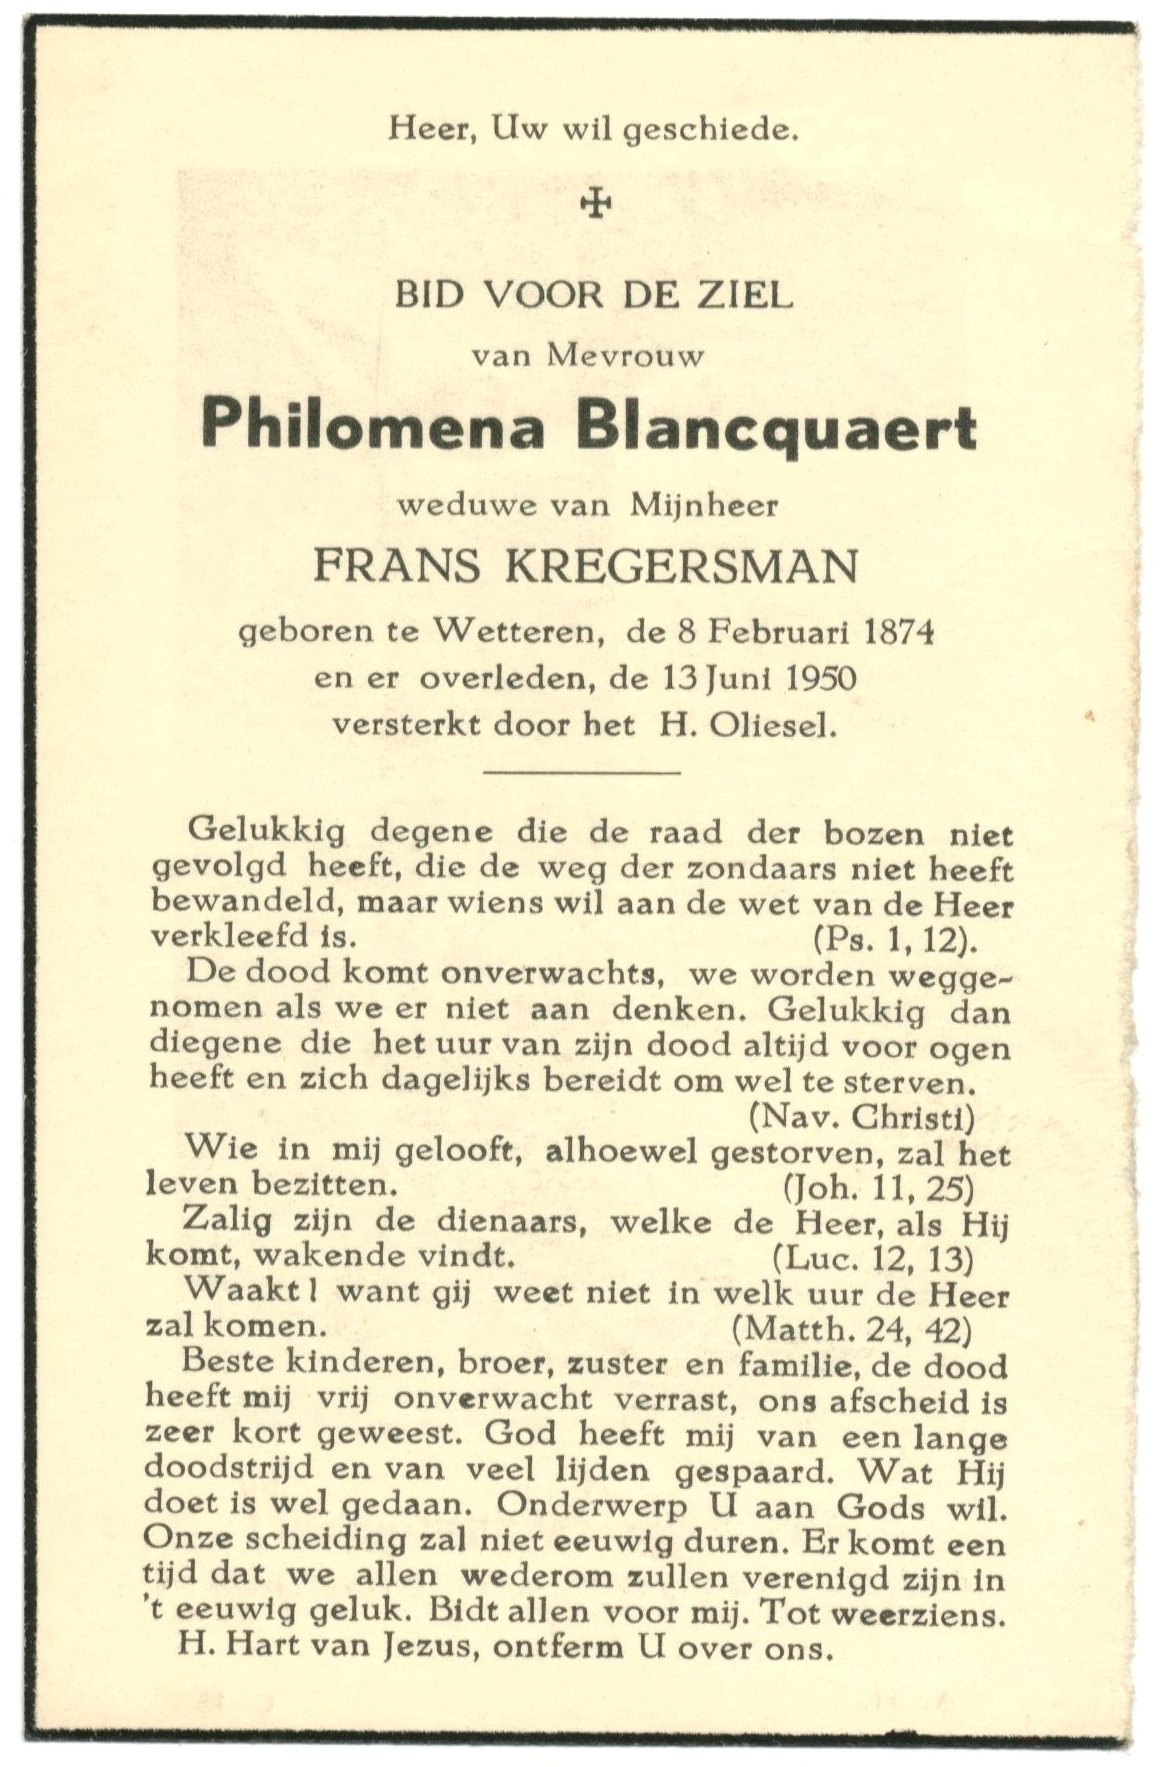 Heer, Uw wil geschiede.
✠
BID VOOR DE ZIEL
van Mevrouw
Philomena Blancquaert
weduwe van Mijnheer
FRANS KREGERSMAN
geboren te Wetteren, de 8 Februari 1874
en er overleden, de 13 Juni 1950
versterkt door het H. Oliesel.
Gelukkig degene die de raad der bozen niet
gevolgd heeft, die de weg der zondaars niet heeft
bewandeld, maar wiens wil aan de wet van de Heer
verkleefd is. (Ps. 1, 12).
De dood komt onverwachts, we worden wegge-
nomen als we er niet aan denken. Gelukkig dan
diegene die het uur van zijn dood altijd voor ogen
heeft en zich dagelijks bereidt om wel te sterven.
(Nav. Christi)
Wie in mij gelooft, alhoewel gestorven, zal het
leven bezitten. (Joh. 11, 25)
Zalig zijn de dienaars, welke de Heer, als Hij
komt, wakende vindt. (Luc. 12, 13)
Waakt! want gij weet niet in welk uur de Heer
zal komen. (Matth. 24, 42)
Beste kinderen, broer, zuster en familie, de dood
heeft mij vrij onverwacht verrast, ons afscheid is
zeer kort geweest. God heeft mij van een lange
doodstrijd en van veel lijden gespaard. Wat Hij
doet is wel gedaan. Onderwerp U aan Gods wil.
Onze scheiding zal niet eeuwig duren. Er komt een
tijd dat we allen wederom zullen verenigd zijn in
't eeuwig geluk. Bidt allen voor mij. Tot weerziens.
H. Hart van Jezus, ontferm U over ons.